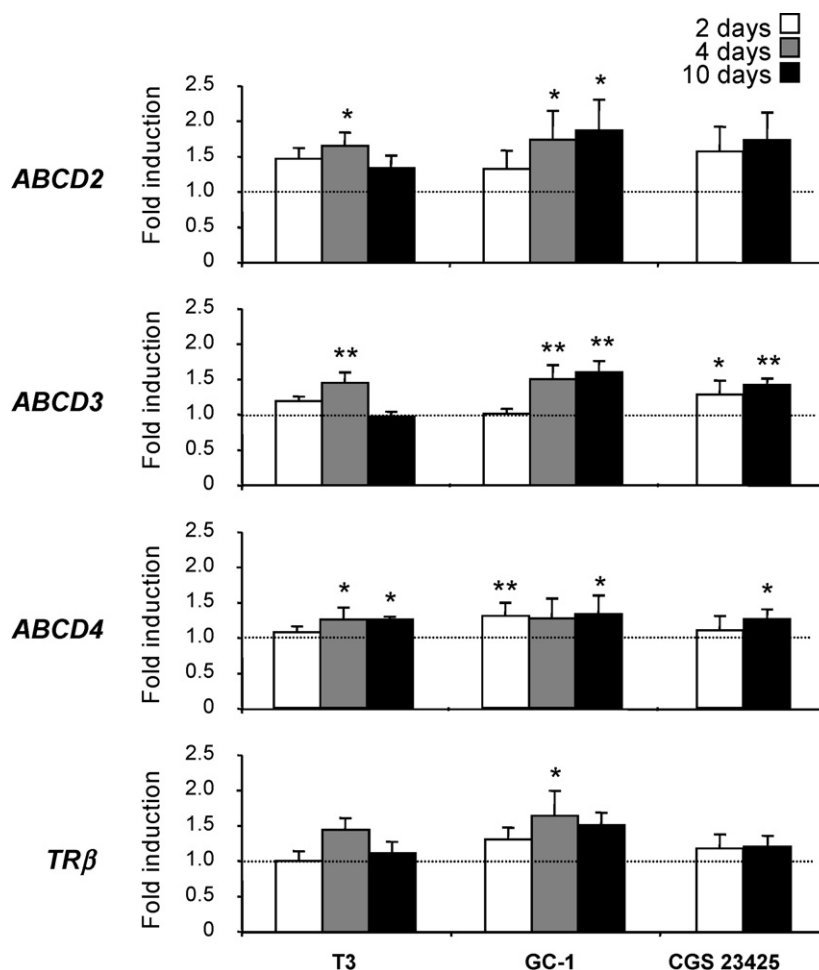 2 days
4 days
10 days
ABCD2
Fold induction
2.5
2.0
1.5
1.0
0.5
0
*
*
*
ABCD3
Fold induction
2.5
2.0
1.5
1.0
0.5
0
**
**
**
*
**
ABCD4
Fold induction
2.5
2.0
1.5
1.0
0.5
0
*
*
**
*
*
TRβ
Fold induction
2.5
2.0
1.5
1.0
0.5
0
*
T3
GC-1
CGS 23425